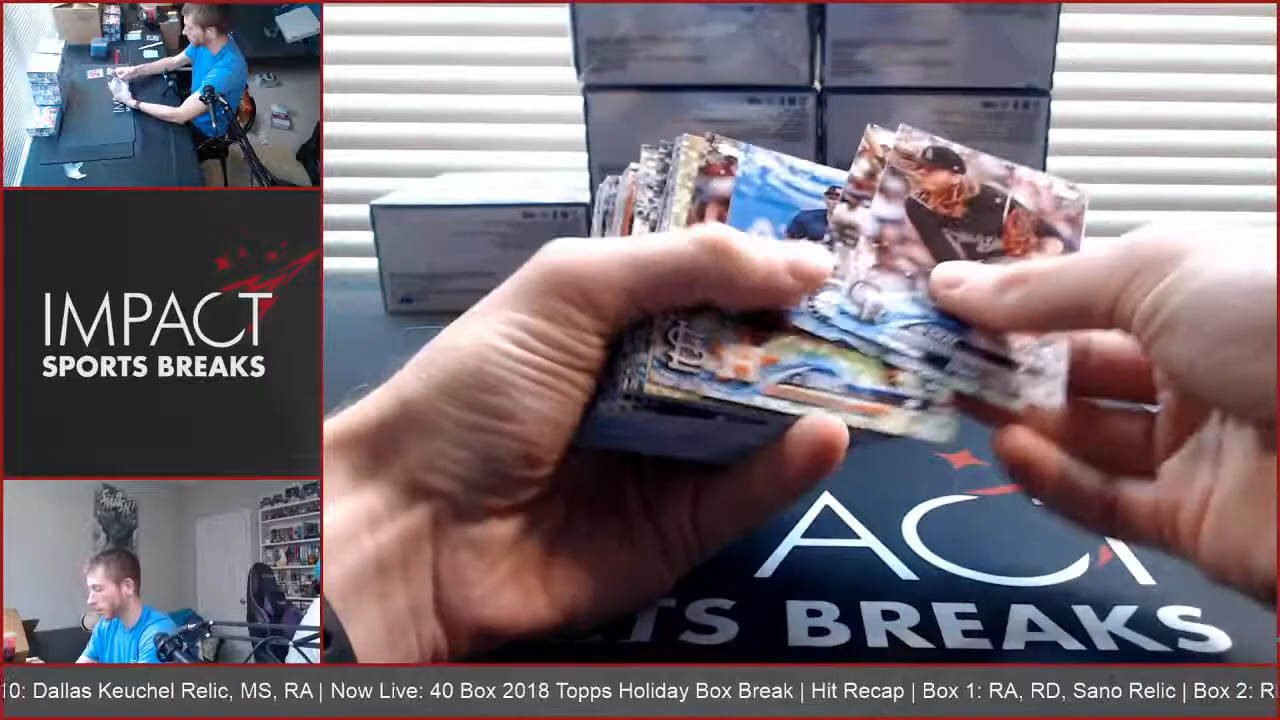 IMPACT
SPORTS BREAKS
ACT
TS BREAKS
10: Dallas Keuchel Relic, MS, RA | Now Live: 40 Box 2018 Topps Holiday Box Break | Hit Recap | Box 1: RA, RD, Sano Relic | Box 2: R